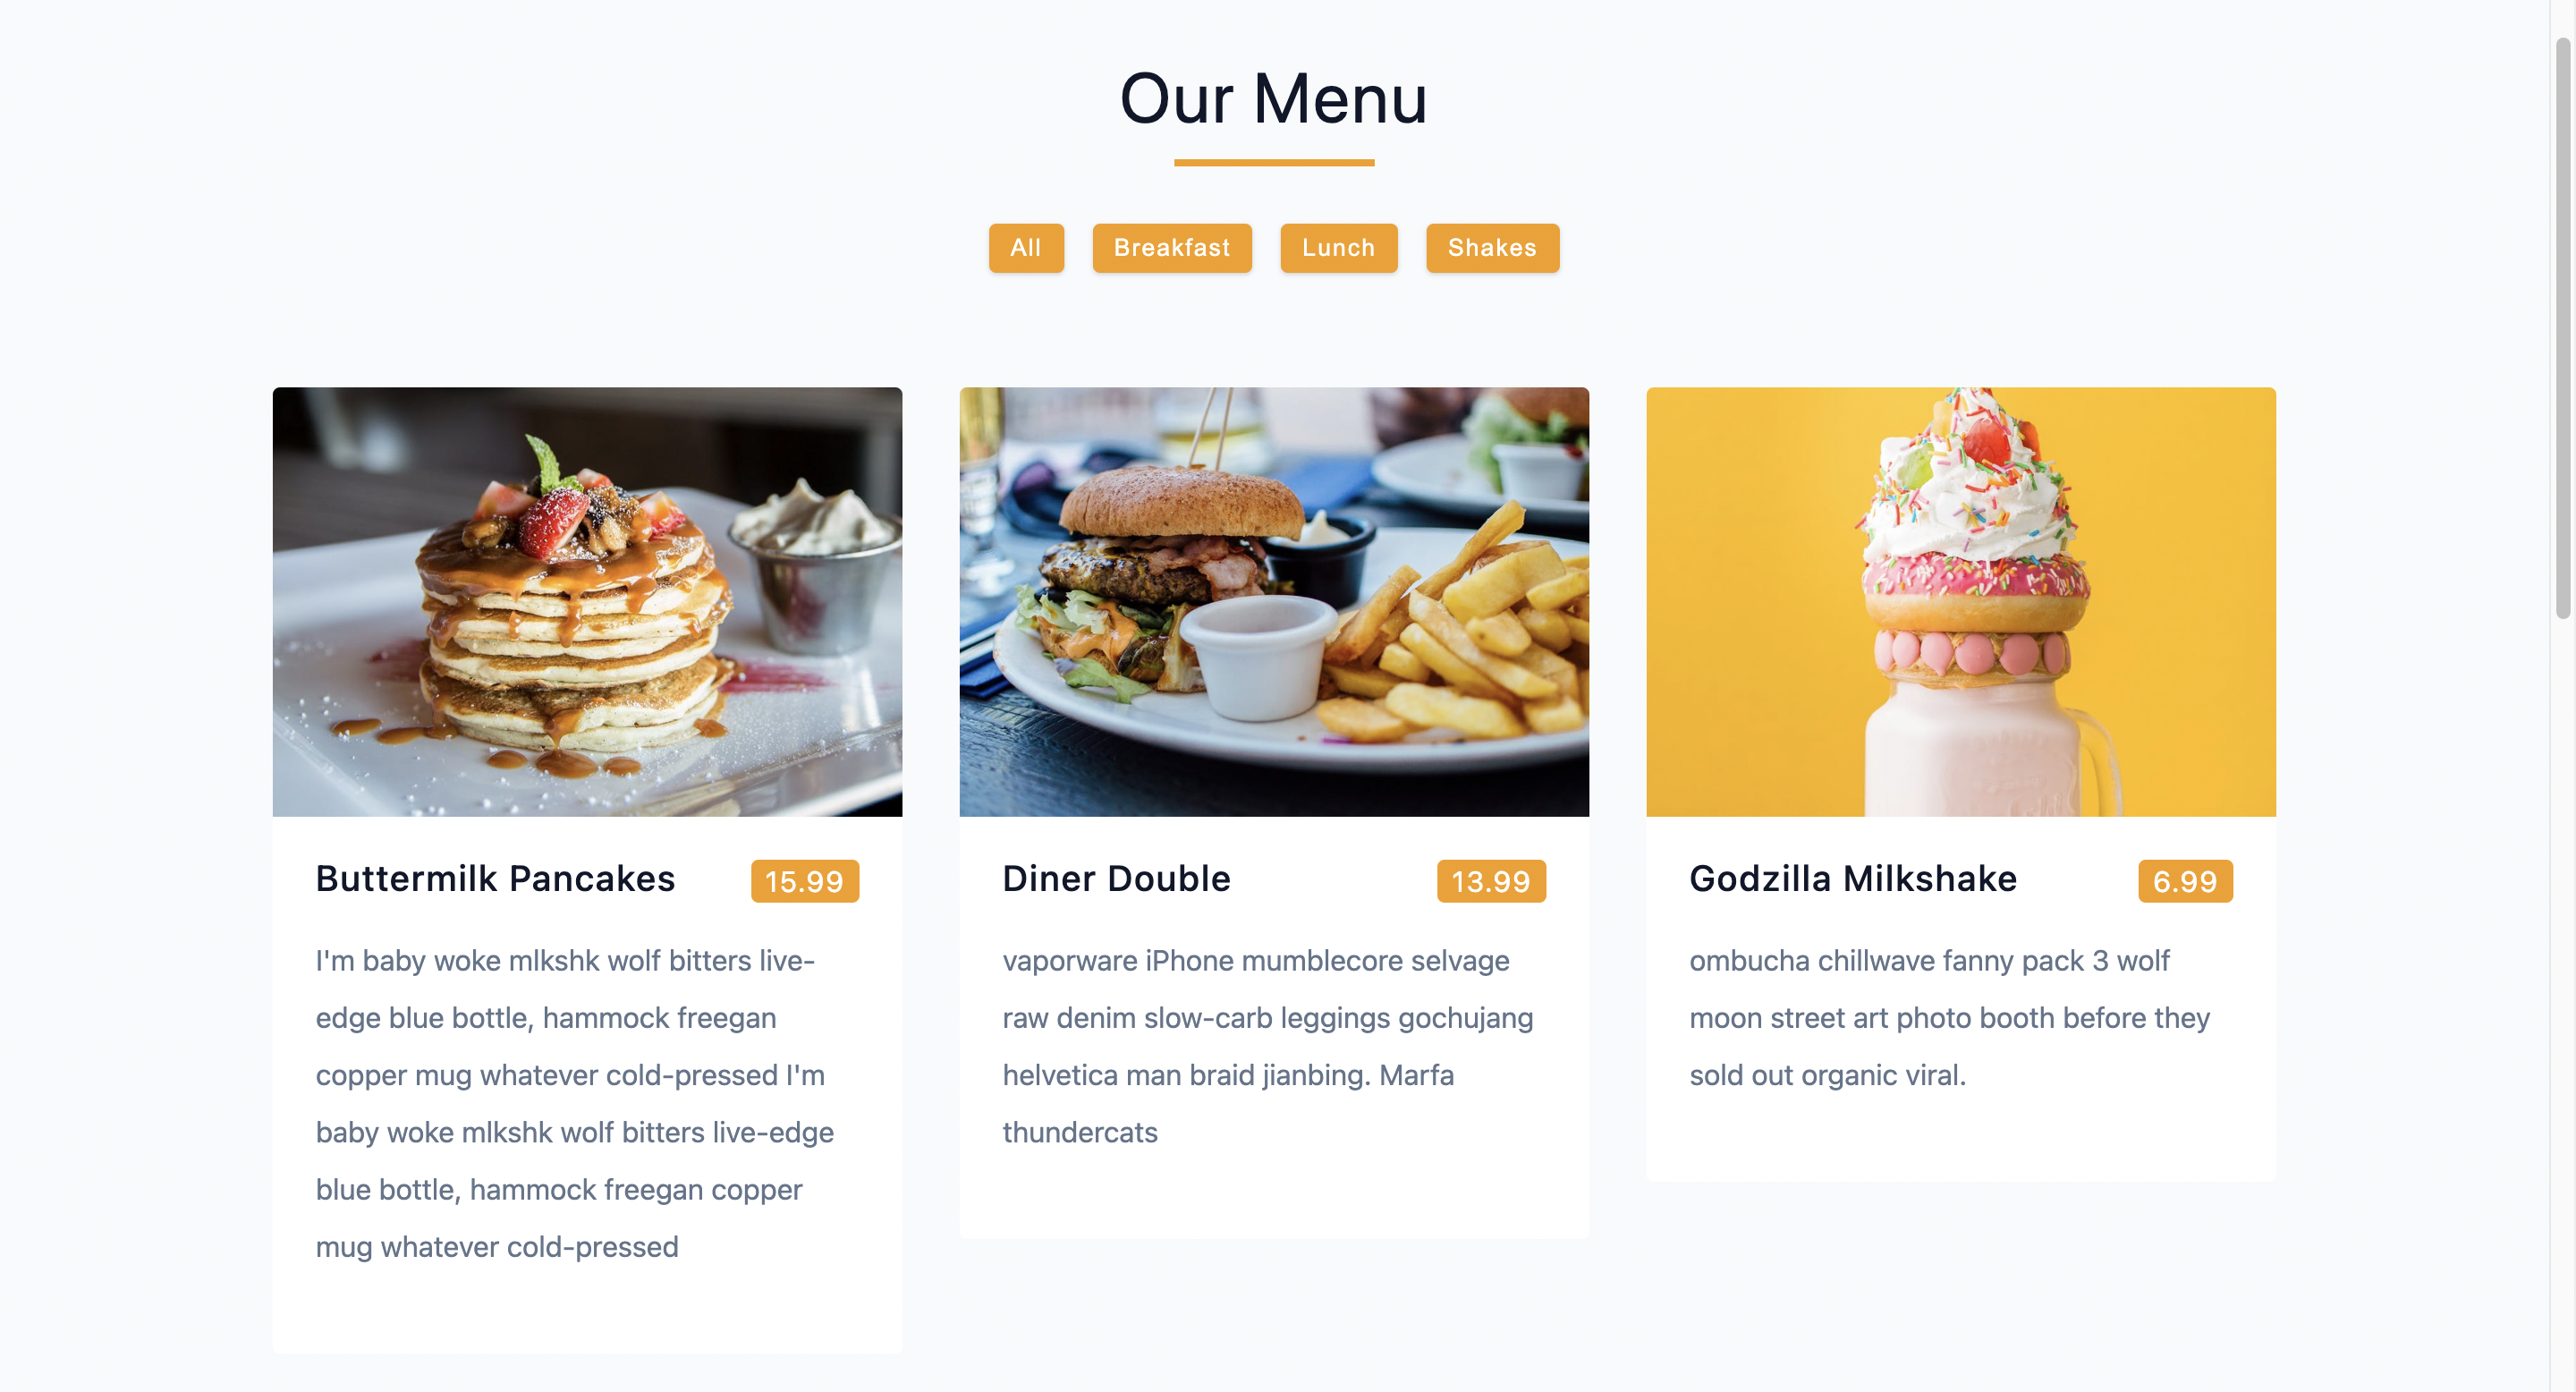 Our Menu
All Breakfast Lunch Shakes
Buttermilk Pancakes 15.99
I'm baby woke mlkshk wolf bitters live-
edge blue bottle, hammock freegan
copper mug whatever cold-pressed I'm
baby woke mlkshk wolf bitters live-edge
blue bottle, hammock freegan copper
mug whatever cold-pressed
Diner Double 13.99
vaporware iPhone mumblecore selvage
raw denim slow-carb leggings gochujang
helvetica man braid jianbing. Marfa
thundercats
Godzilla Milkshake 6.99
ombucha chillwave fanny pack 3 wolf
moon street art photo booth before they
sold out organic viral.